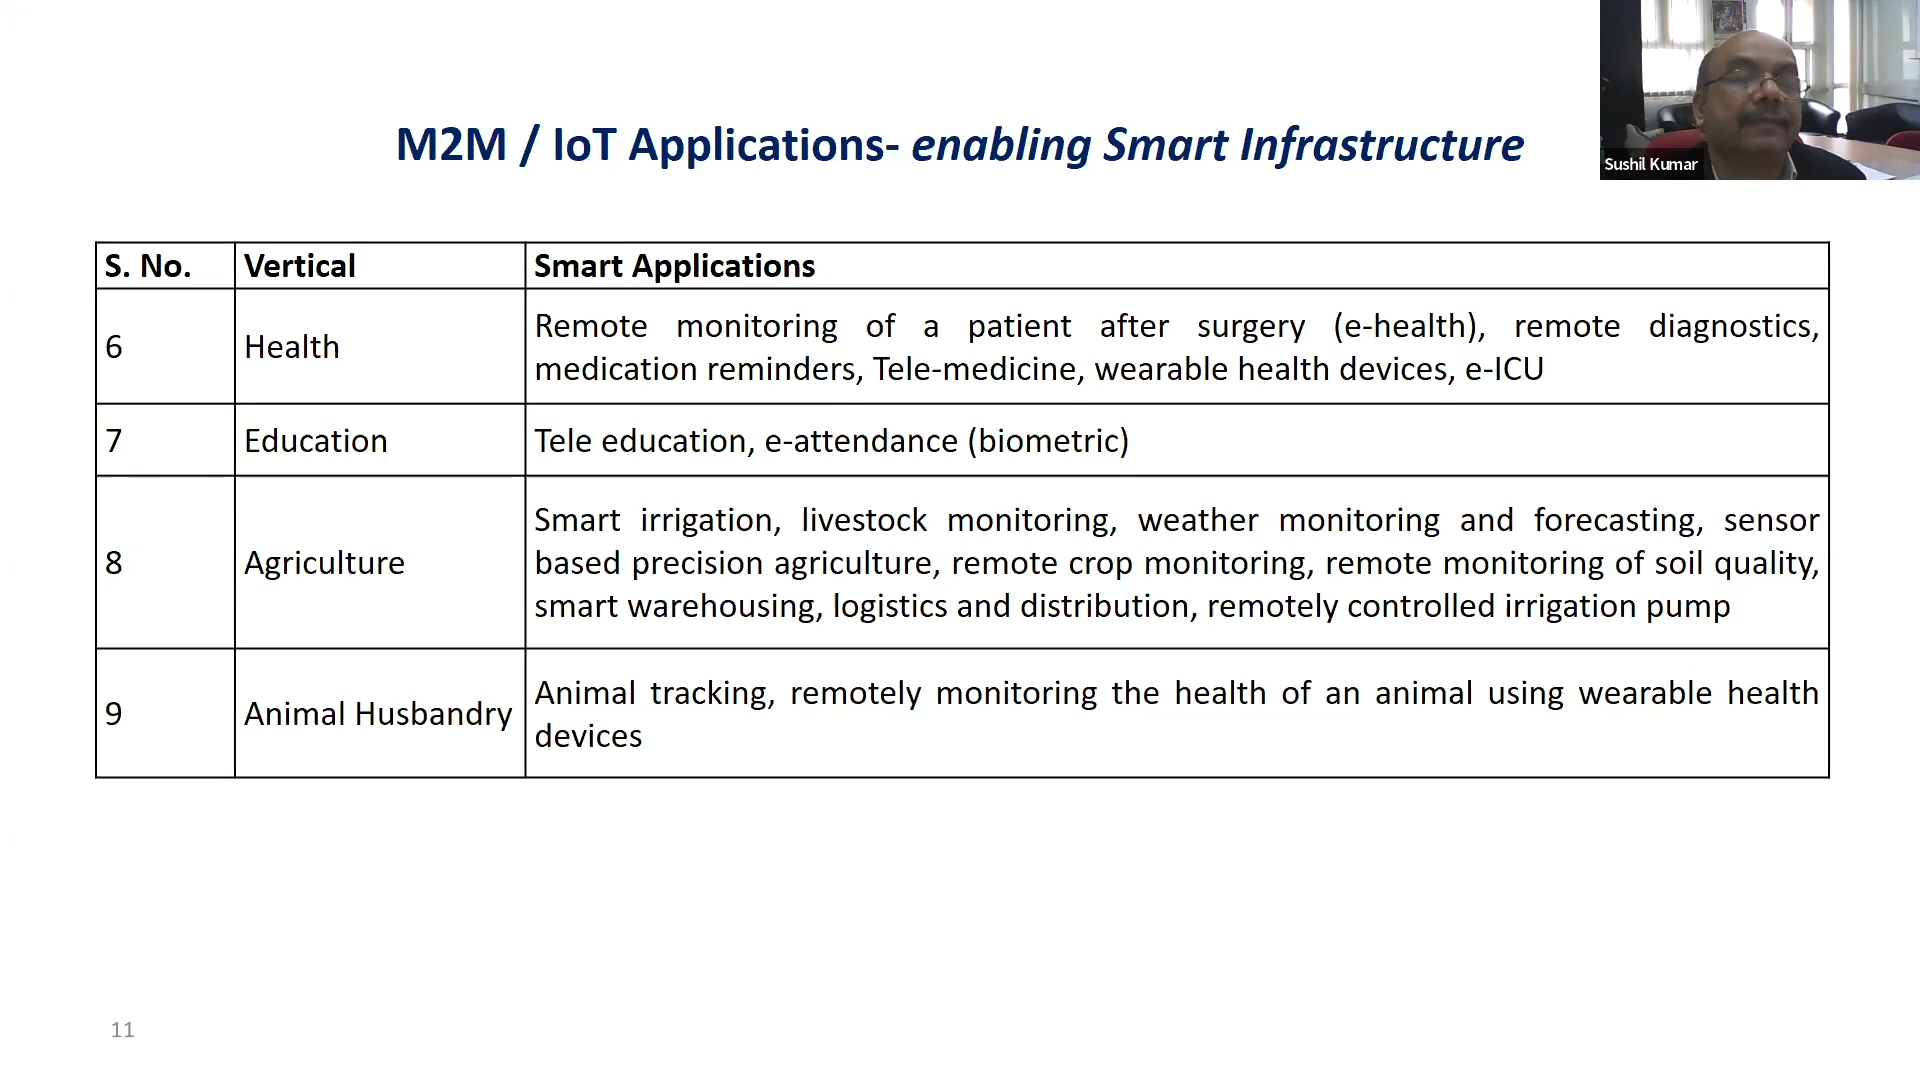 M2M / IoT Applications- enabling Smart Infrastructure
Sushil Kumar
S. No. Vertical Smart Applications
6 Health Remote monitoring of a patient after surgery (e-health), remote diagnostics,
medication reminders, Tele-medicine, wearable health devices, e-ICU
7 Education Tele education, e-attendance (biometric)
8 Agriculture Smart irrigation, livestock monitoring, weather monitoring and forecasting, sensor
based precision agriculture, remote crop monitoring, remote monitoring of soil quality,
smart warehousing, logistics and distribution, remotely controlled irrigation pump
9 Animal Husbandry Animal tracking, remotely monitoring the health of an animal using wearable health
devices
11